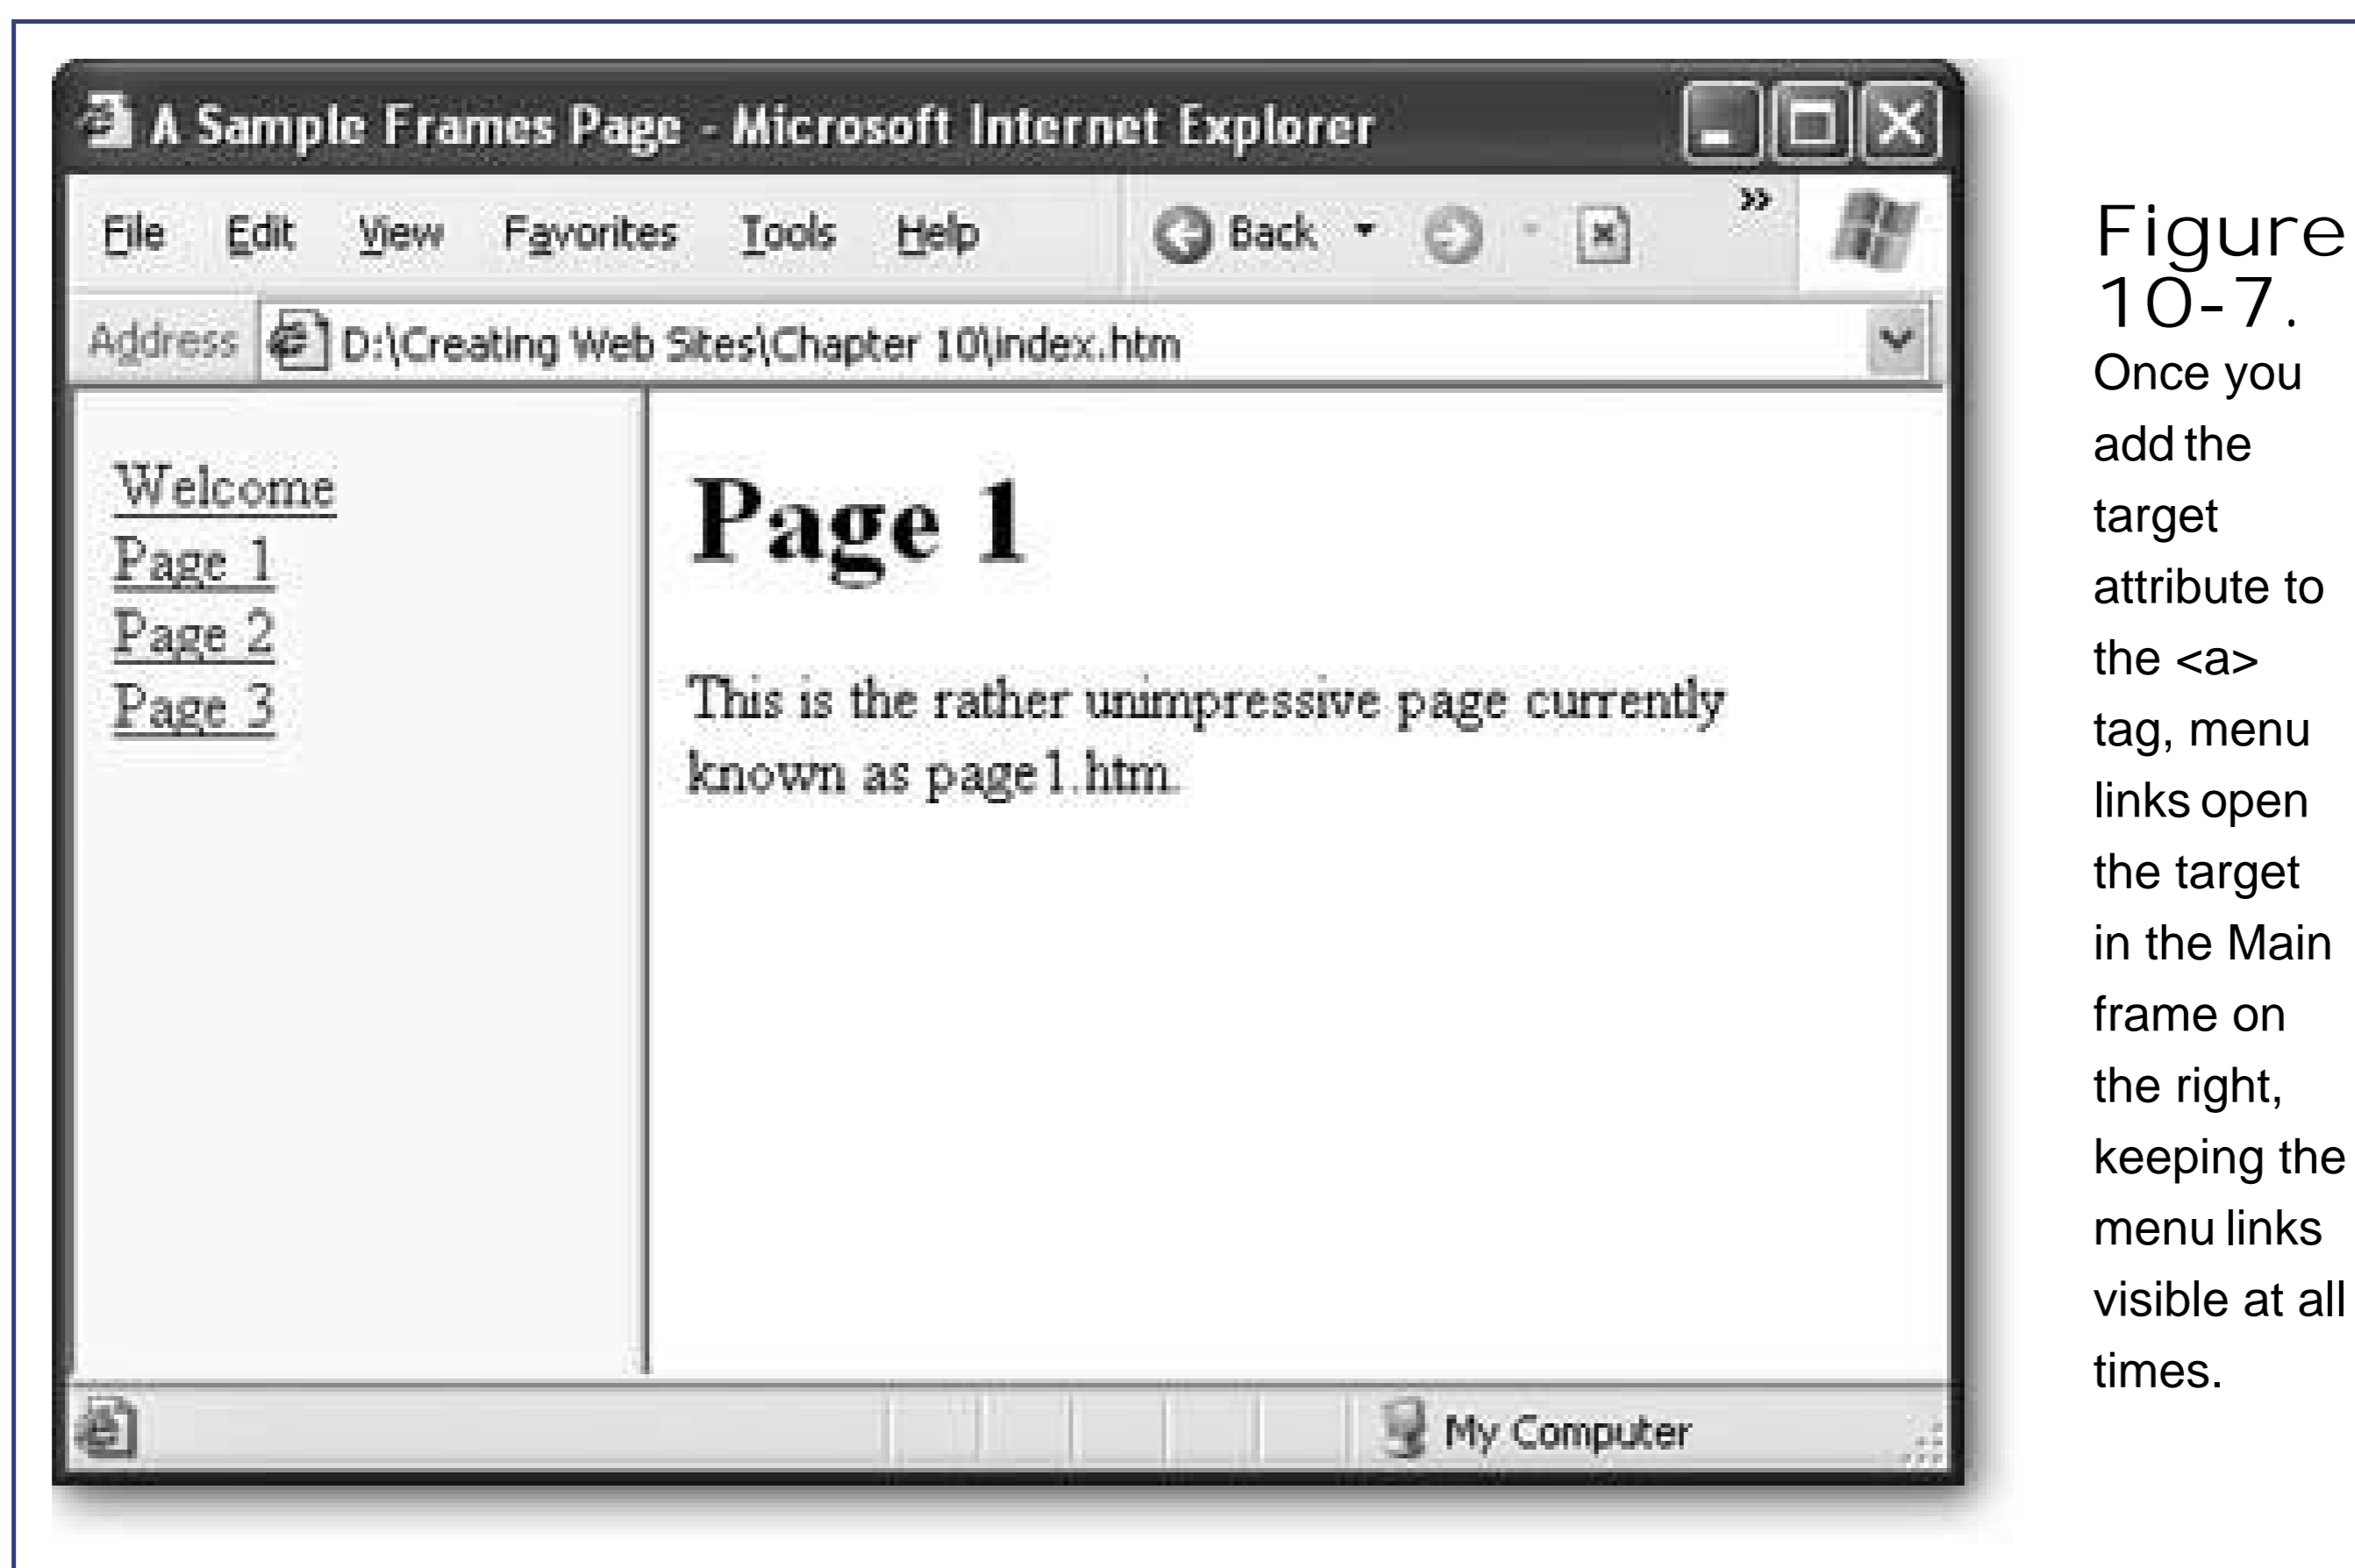 A Sample Frames Page - Microsoft Internet Explorer
File Edit View Favorites Tools Help Back »
Address D:\Creating Web Sites\Chapter 10\index.htm
Welcome
Page 1
Page 2
Page 3
Page 1
This is the rather unimpressive page currently
known as page1.htm.
My Computer
Figure
10-7.
Once you
add the
target
attribute to
the <a>
tag, menu
links open
the target
in the Main
frame on
the right,
keeping the
menu links
visible at all
times.